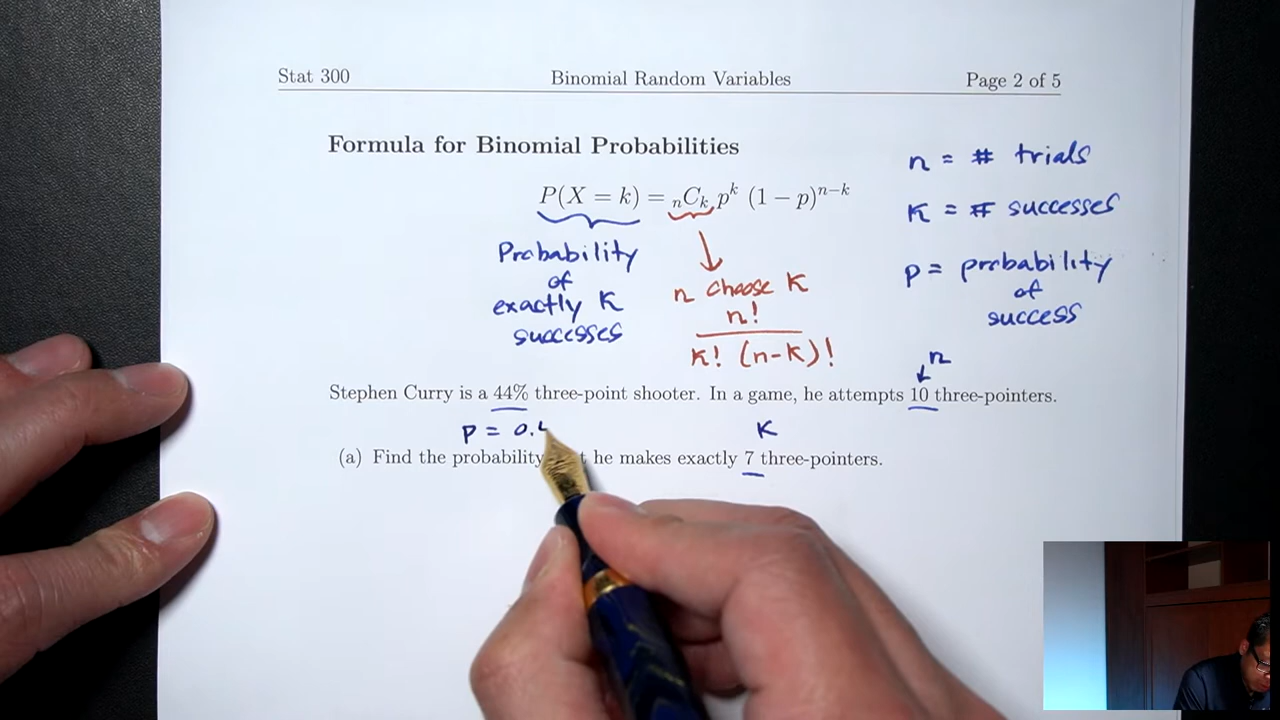 Stat 300 Binomial Random Variables Page 2 of 5
Formula for Binomial Probabilities
P(X = k) = nCk p^k (1 − p)^n−k
n = # trials
K = # successes
p = probability
of
success
Probability
of
exactly K
successes
n choose K
n!
K! (n-K)!
n
Stephen Curry is a 44% three-point shooter. In a game, he attempts 10 three-pointers.
P = 0.4
K
(a) Find the probability he makes exactly 7 three-pointers.